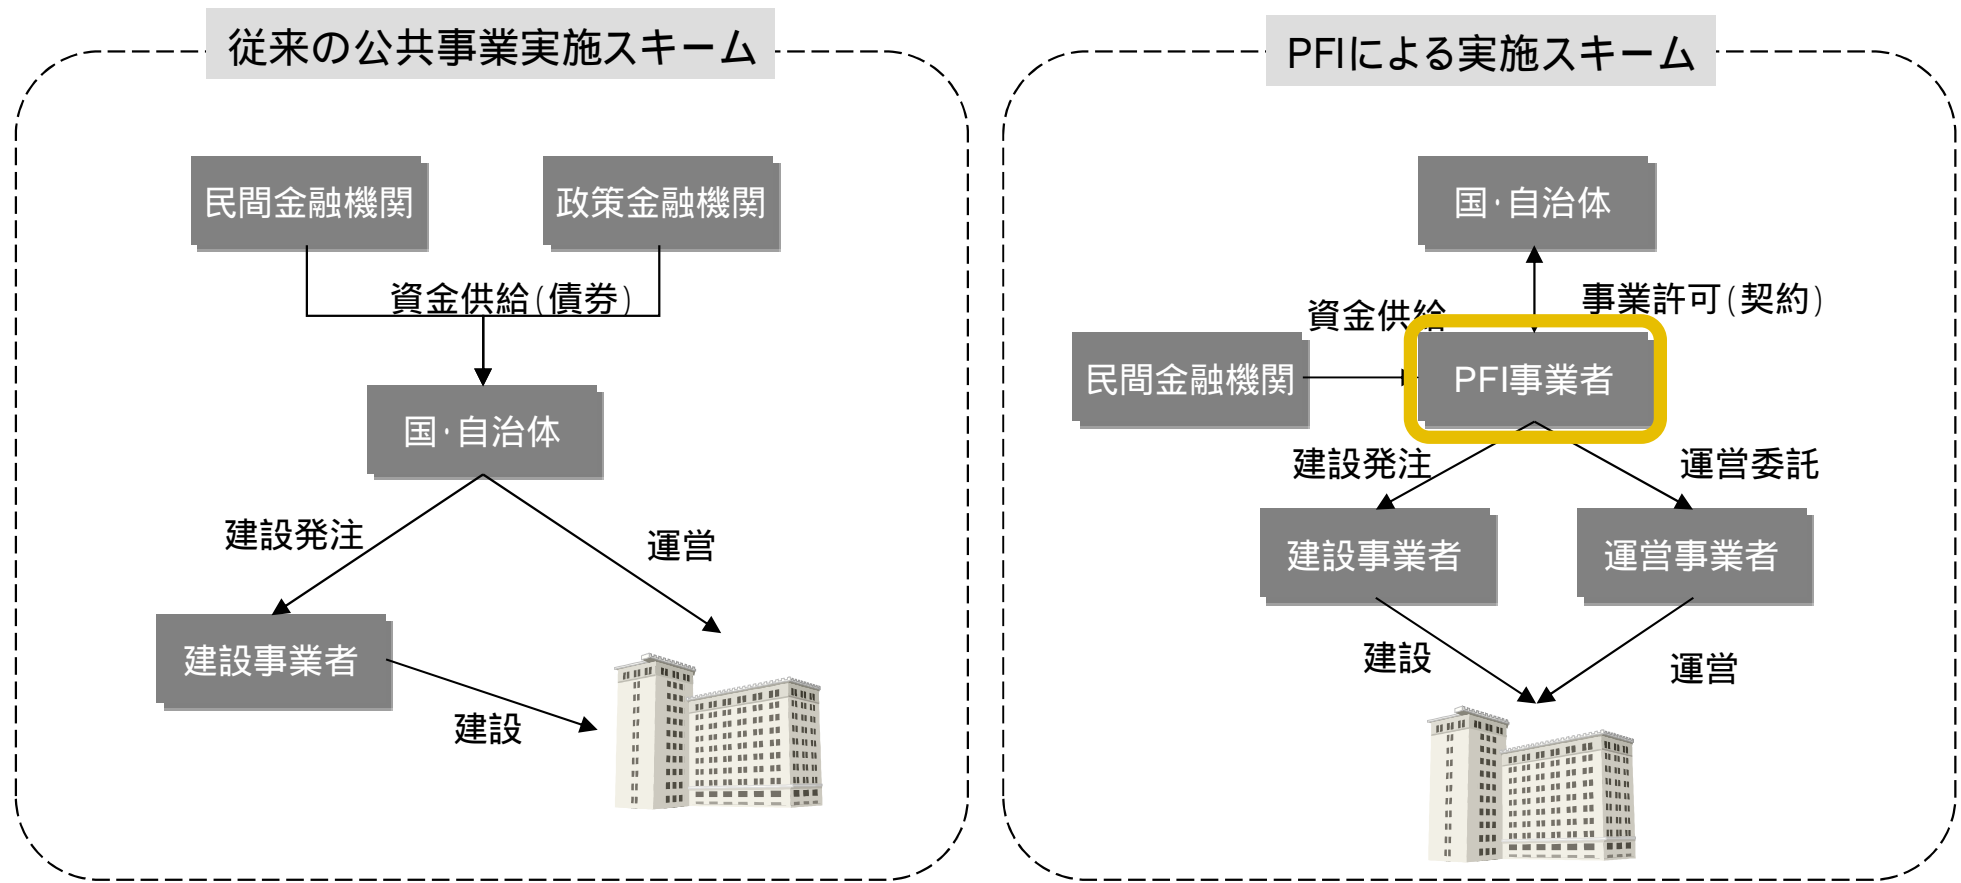 従来の公共事業実施スキーム
民間金融機関
政策金融機関
資金供給(債券)
国・自治体
建設発注
運営
建設事業者
建設
PFIによる実施スキーム
国・自治体
資金供給
事業許可(契約)
民間金融機関
PFI事業者
建設発注
運営委託
建設事業者
運営事業者
建設
運営